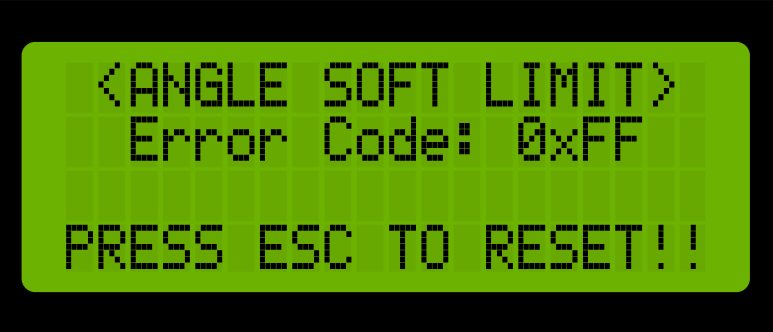 <ANGLE SOFT LIMIT>
Error Code: 0xFF
PRESS ESC TO RESET!!